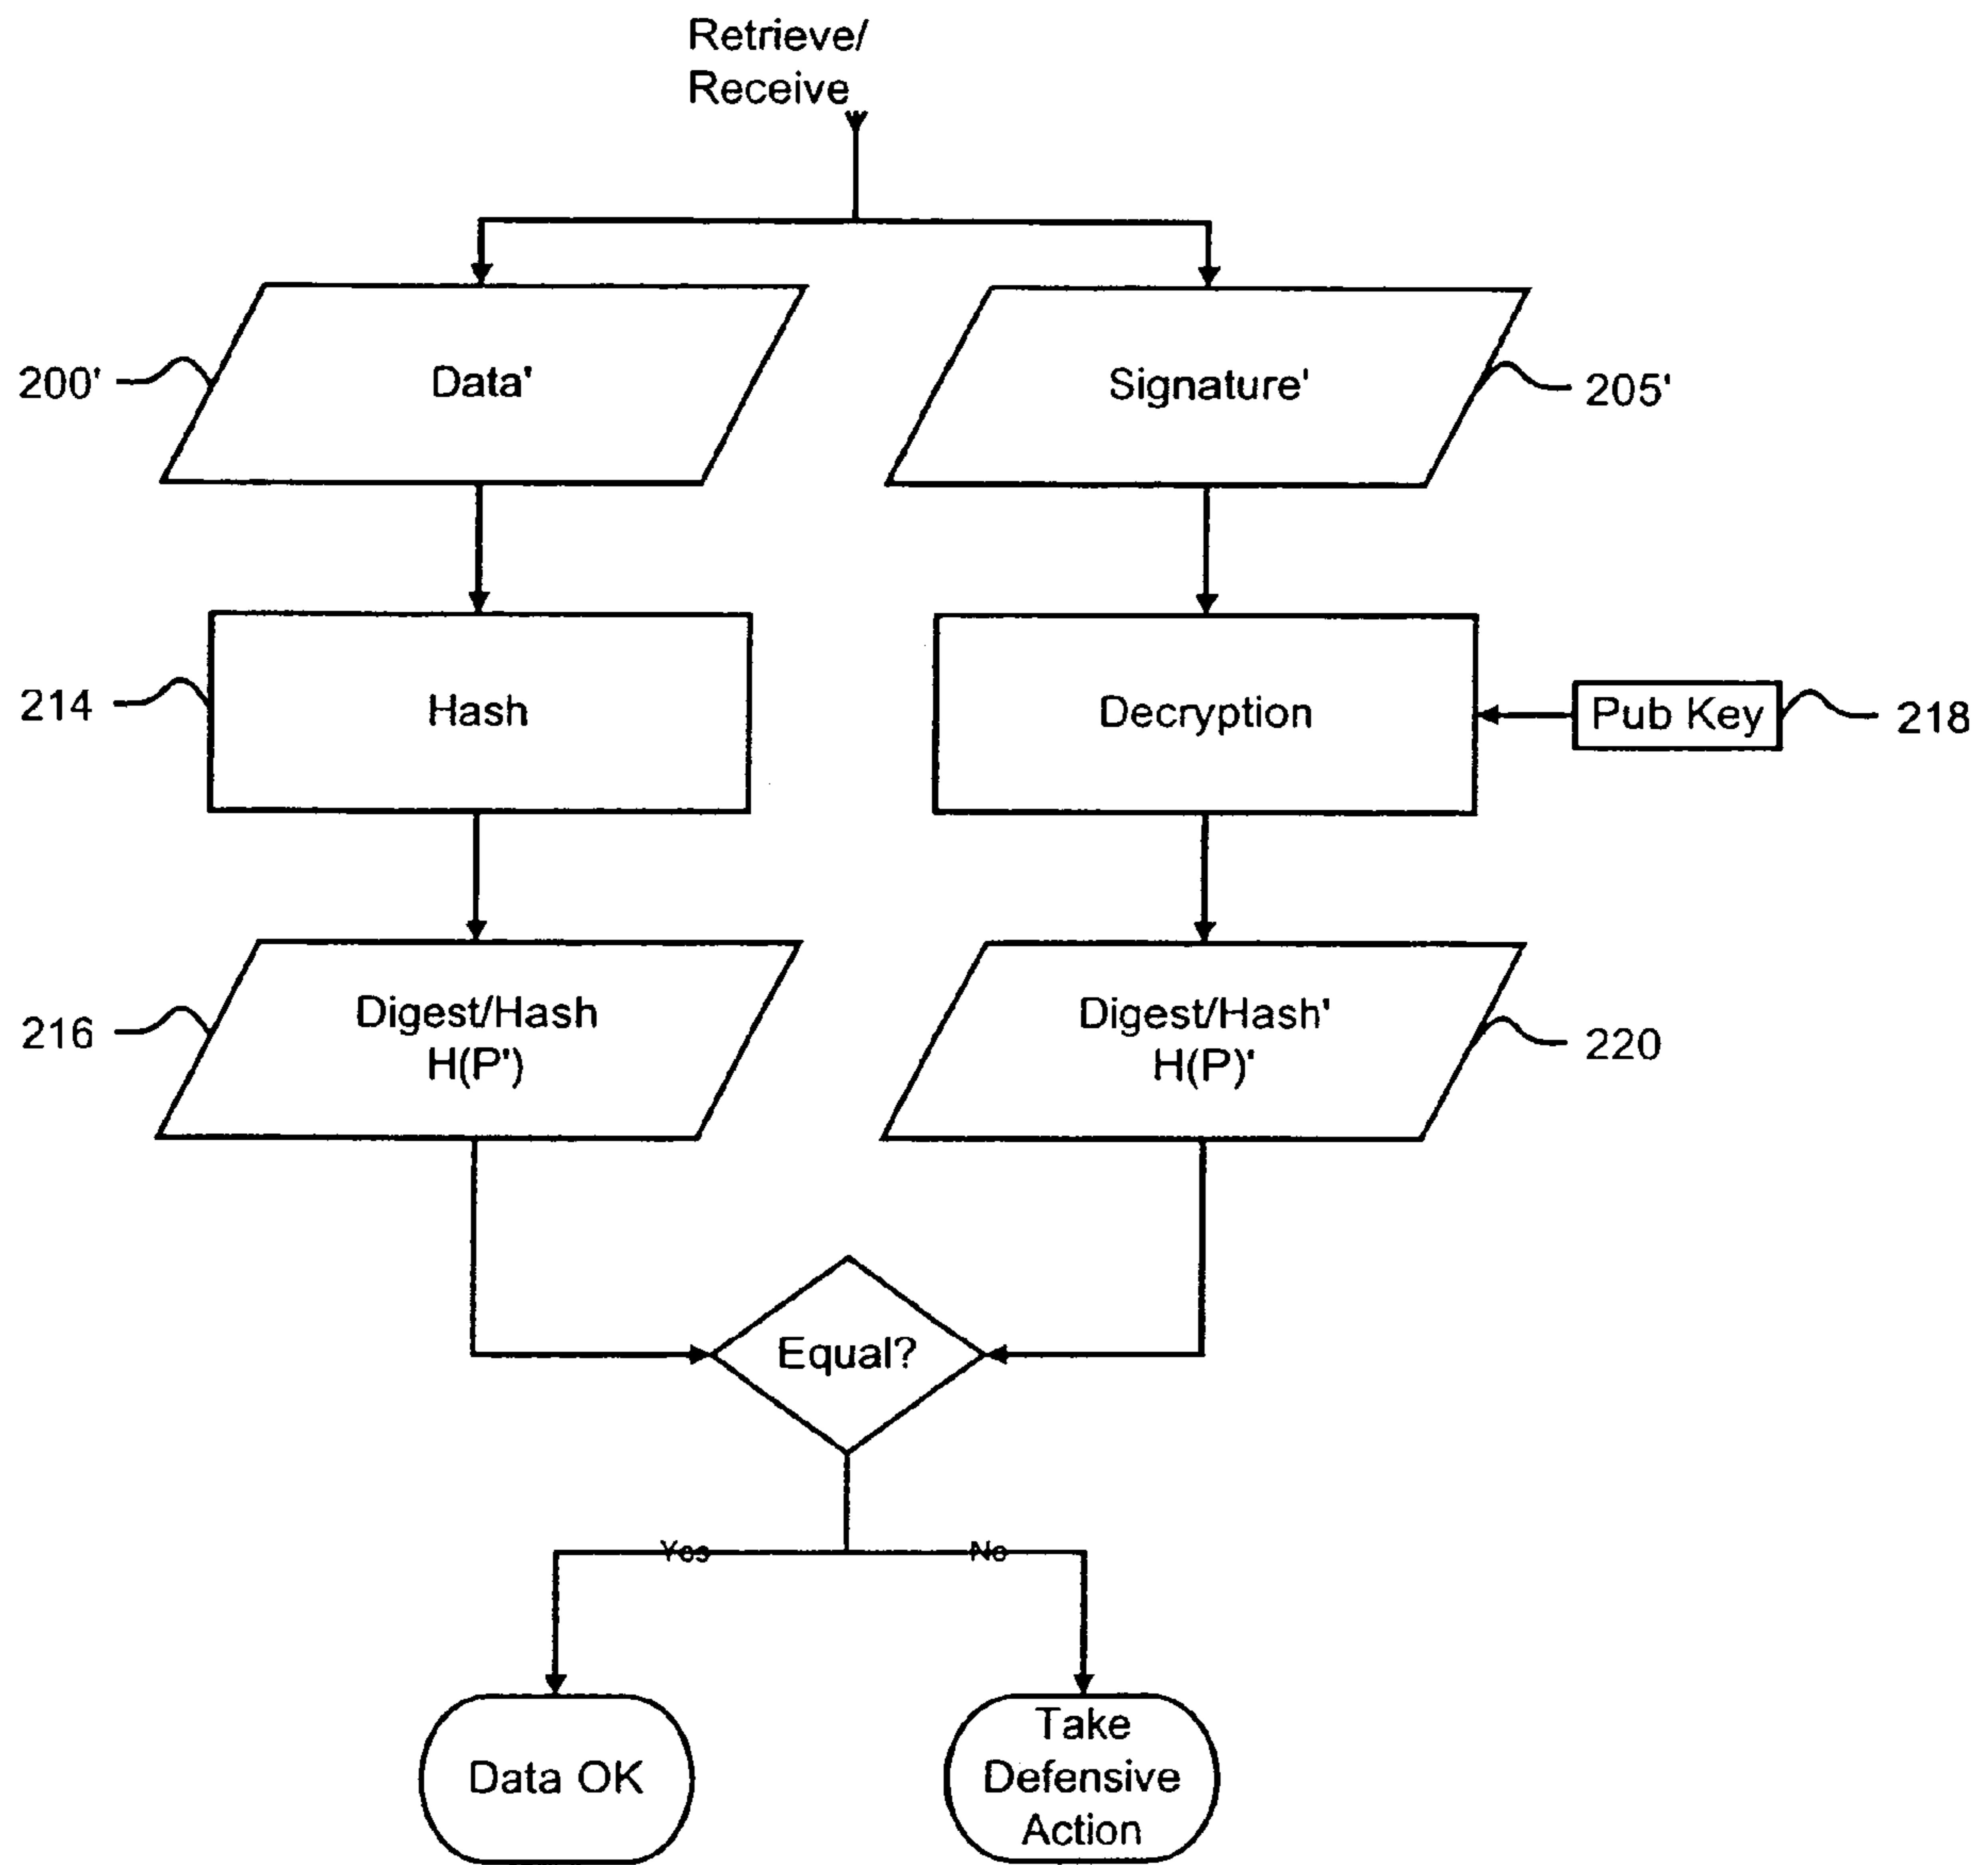 Retrieve/
Receive
200'
Data'
Signature'
205'
214
Hash
Decryption
Pub Key
218
216
Digest/Hash
H(P')
Digest/Hash'
H(P)'
220
Equal?
Yes
No
Data OK
Take
Defensive
Action